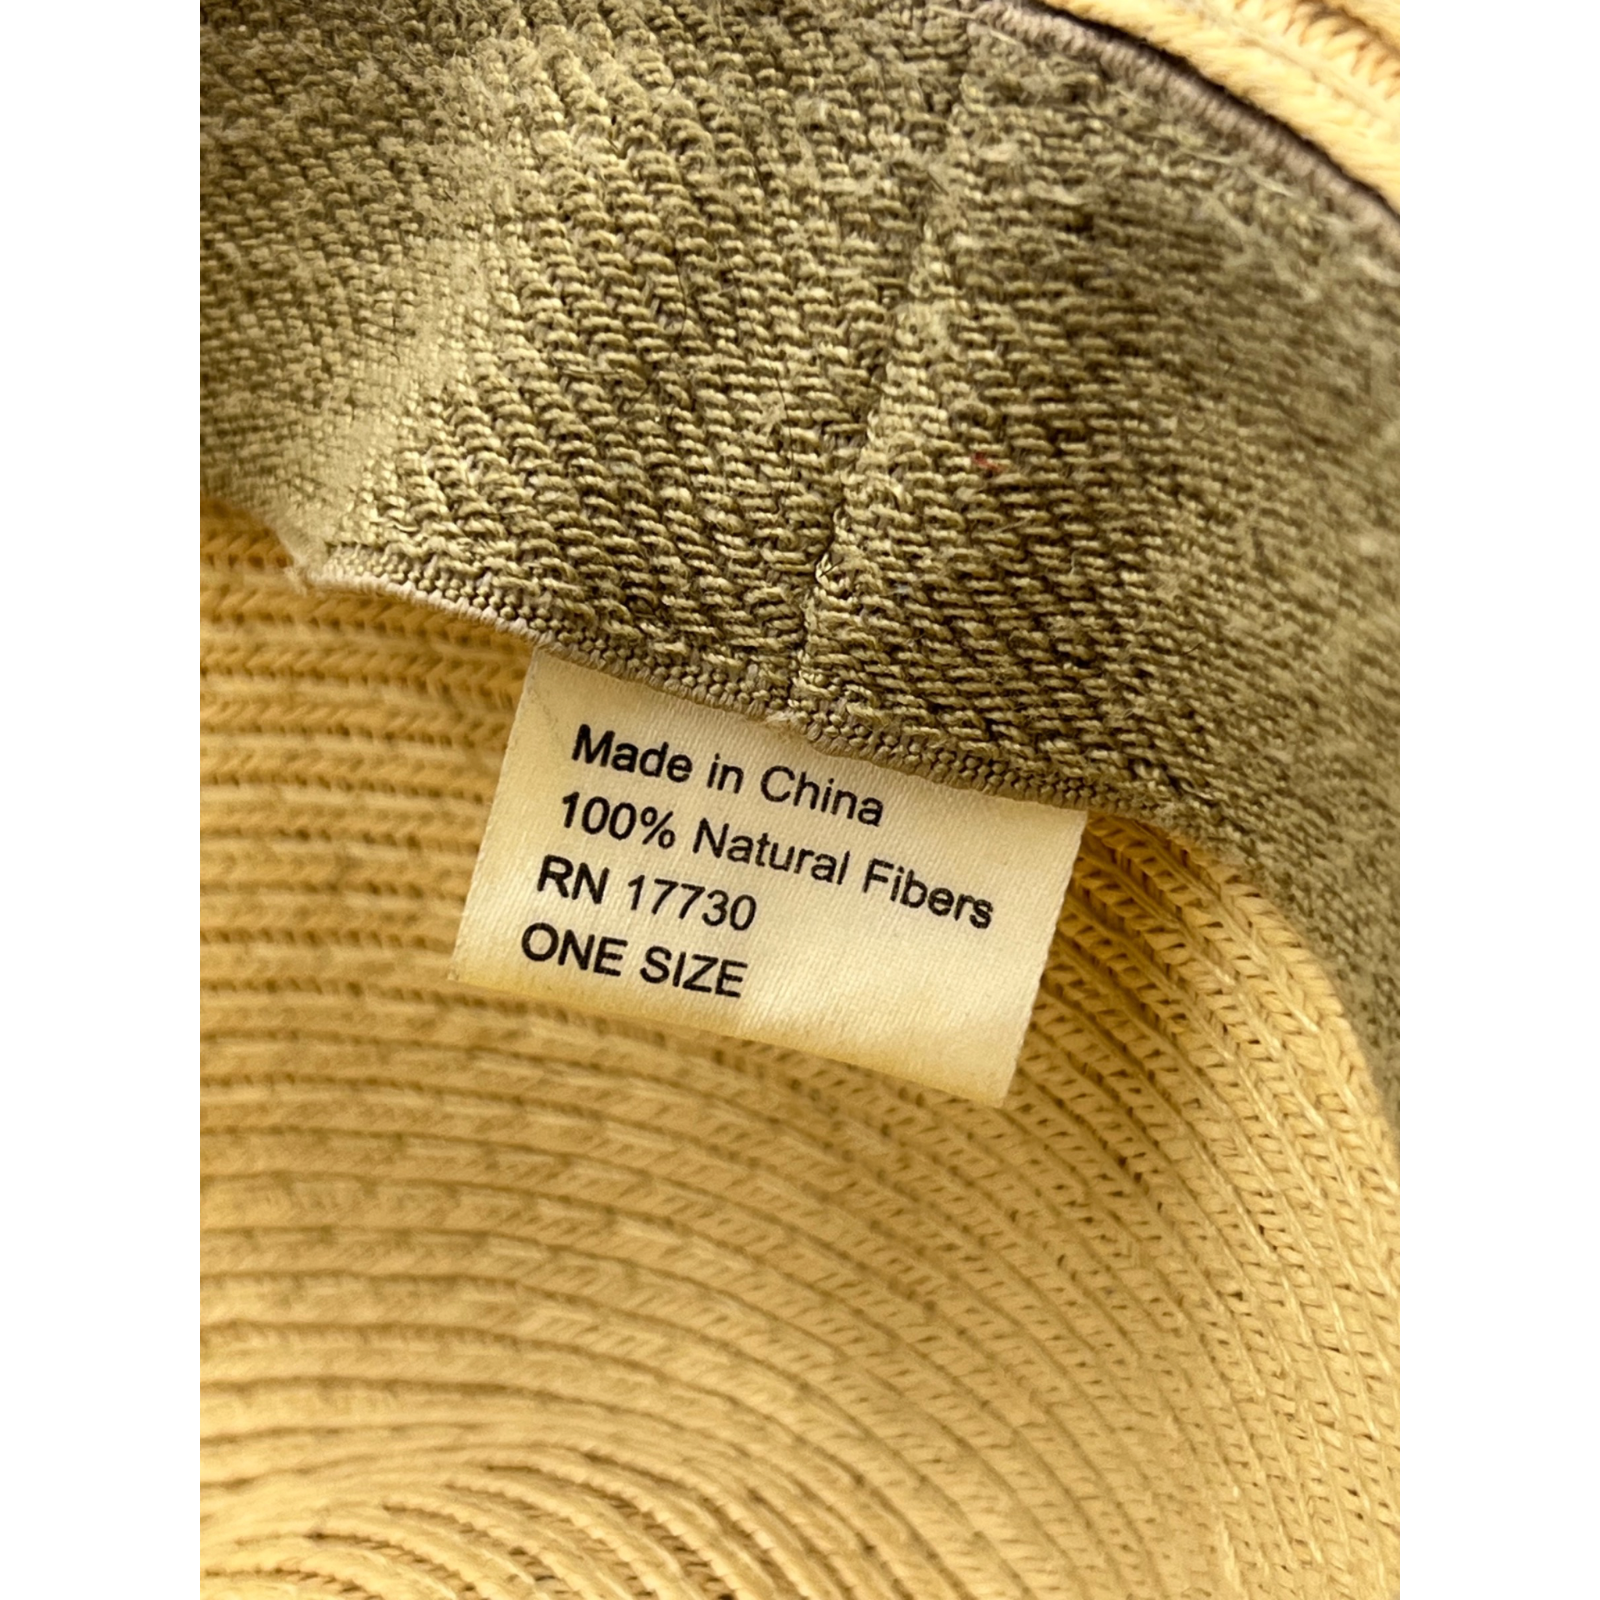 Made in China
100% Natural Fibers
RN 17730
ONE SIZE